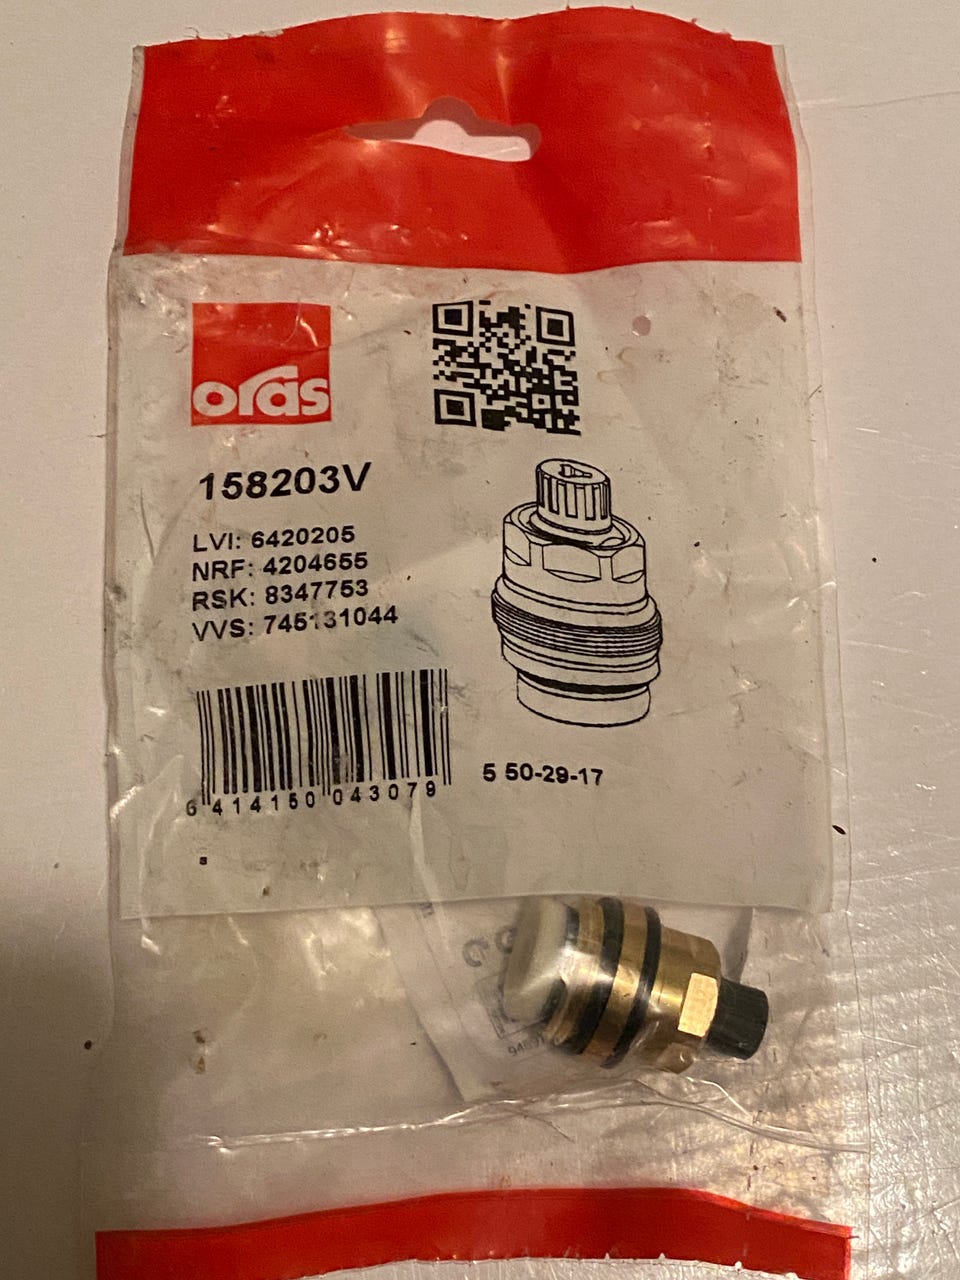 oras
158203V
LVI: 6420205
NRF: 4204655
RSK: 8347753
VVS: 745131044
6 414150 043079
5 50-29-17